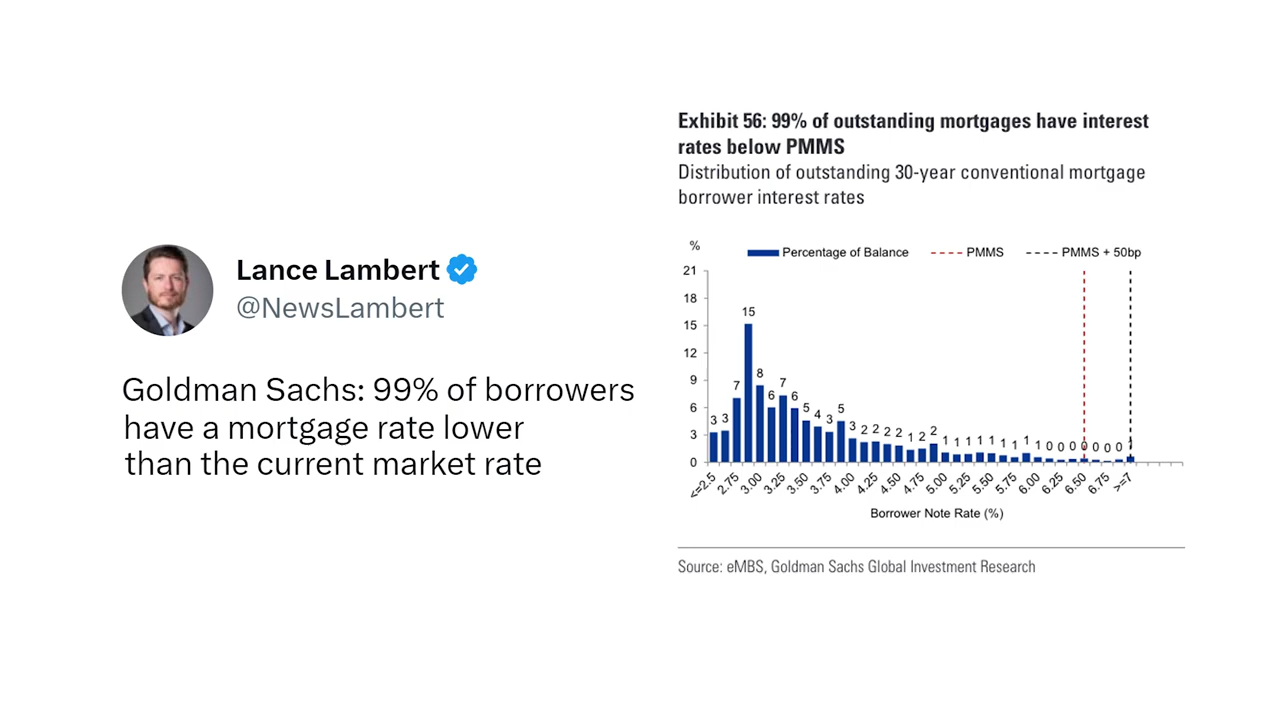 Lance Lambert
@NewsLambert
Goldman Sachs: 99% of borrowers
have a mortgage rate lower
than the current market rate
Exhibit 56: 99% of outstanding mortgages have interest
rates below PMMS
Distribution of outstanding 30-year conventional mortgage
borrower interest rates
%
Percentage of Balance PMMS PMMS + 50bp
21
18
15
12
9
6
3
0
3 3 7 15 8 6 7 6 5 4 3 5 3 2 2 2 2 1 2 2 1 1 1 1 1 1 1 1 1 0 0 0 0 0 0 0 1
<=2.5 2.75 3.00 3.25 3.50 3.75 4.00 4.25 4.50 4.75 5.00 5.25 5.50 5.75 6.00 6.25 6.50 6.75 >=7
Borrower Note Rate (%)
Source: eMBS, Goldman Sachs Global Investment Research